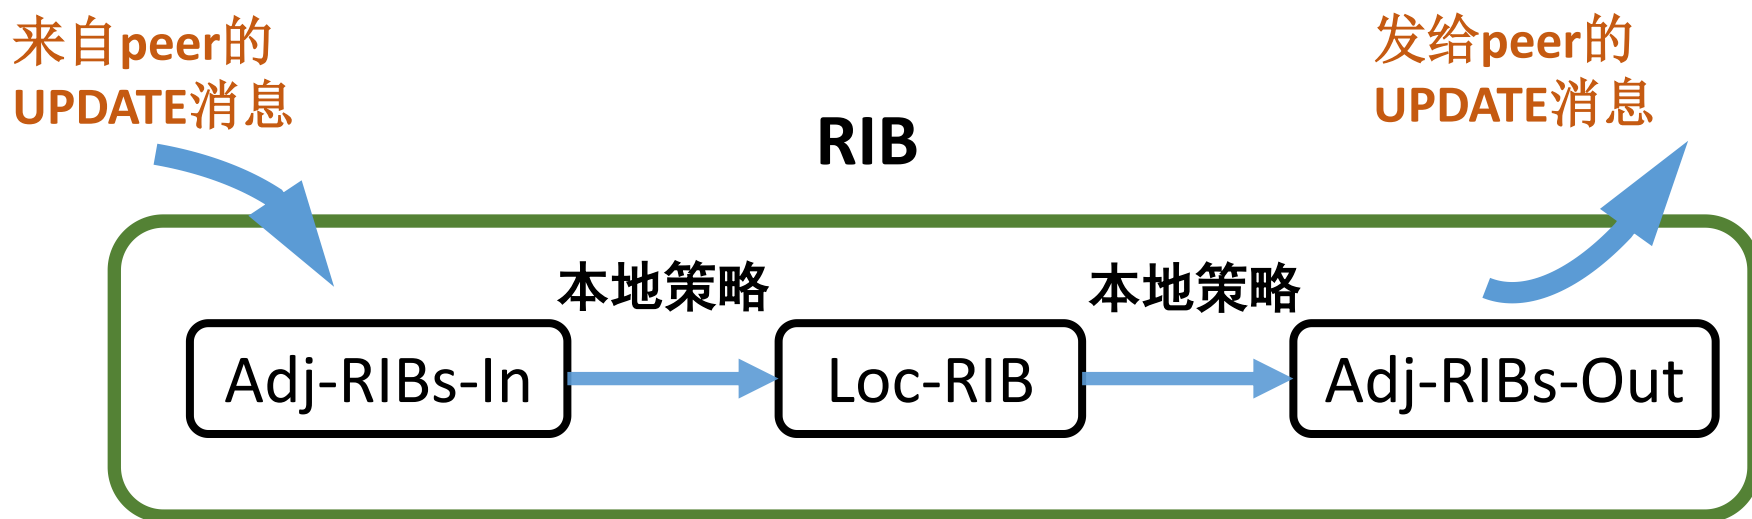 来自peer的
UPDATE消息
发给peer的
UPDATE消息
RIB
本地策略
本地策略
Adj-RIBs-In
Loc-RIB
Adj-RIBs-Out